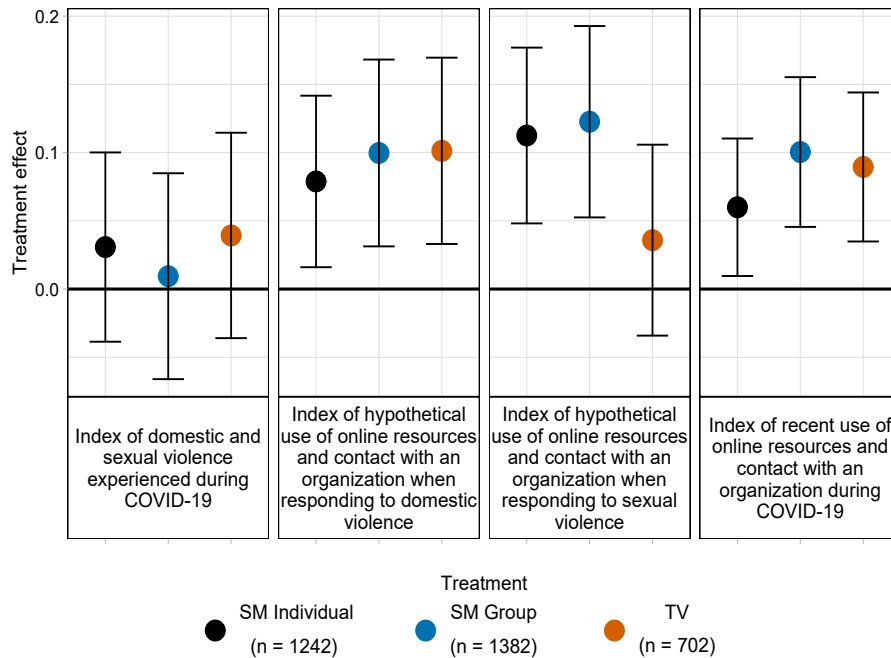 0.2
0.1
0.0
Treatment effect
Index of domestic and
sexual violence
experienced during
COVID-19
Index of hypothetical
use of online resources
and contact with an
organization when
responding to domestic
violence
Index of hypothetical
use of online resources
and contact with an
organization when
responding to sexual
violence
Index of recent use of
online resources and
contact with an
organization during
COVID-19
Treatment
SM Individual
(n = 1242)
SM Group
(n = 1382)
TV
(n = 702)